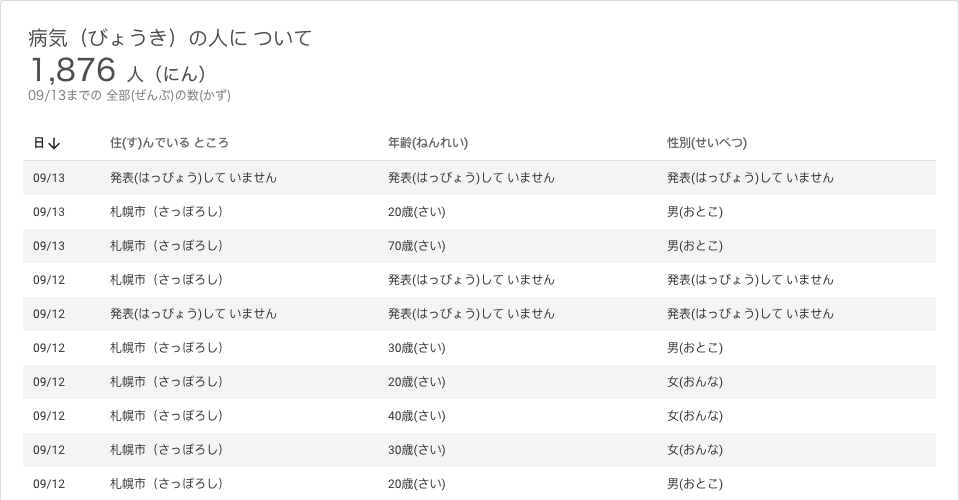 病気（びょうき）の人に ついて
1,876 人（にん）
09/13までの 全部(ぜんぶ)の数(かず)
日↓ 住(す)んでいる ところ 年齢(ねんれい) 性別(せいべつ)
09/13 発表(はっぴょう)して いません 発表(はっぴょう)して いません 発表(はっぴょう)して いません
09/13 札幌市（さっぽろし） 20歳(さい) 男(おとこ)
09/13 札幌市（さっぽろし） 70歳(さい) 男(おとこ)
09/12 札幌市（さっぽろし） 発表(はっぴょう)して いません 発表(はっぴょう)して いません
09/12 発表(はっぴょう)して いません 発表(はっぴょう)して いません 発表(はっぴょう)して いません
09/12 札幌市（さっぽろし） 30歳(さい) 男(おとこ)
09/12 札幌市（さっぽろし） 20歳(さい) 女(おんな)
09/12 札幌市（さっぽろし） 40歳(さい) 女(おんな)
09/12 札幌市（さっぽろし） 30歳(さい) 女(おんな)
09/12 札幌市（さっぽろし） 20歳(さい) 男(おとこ)